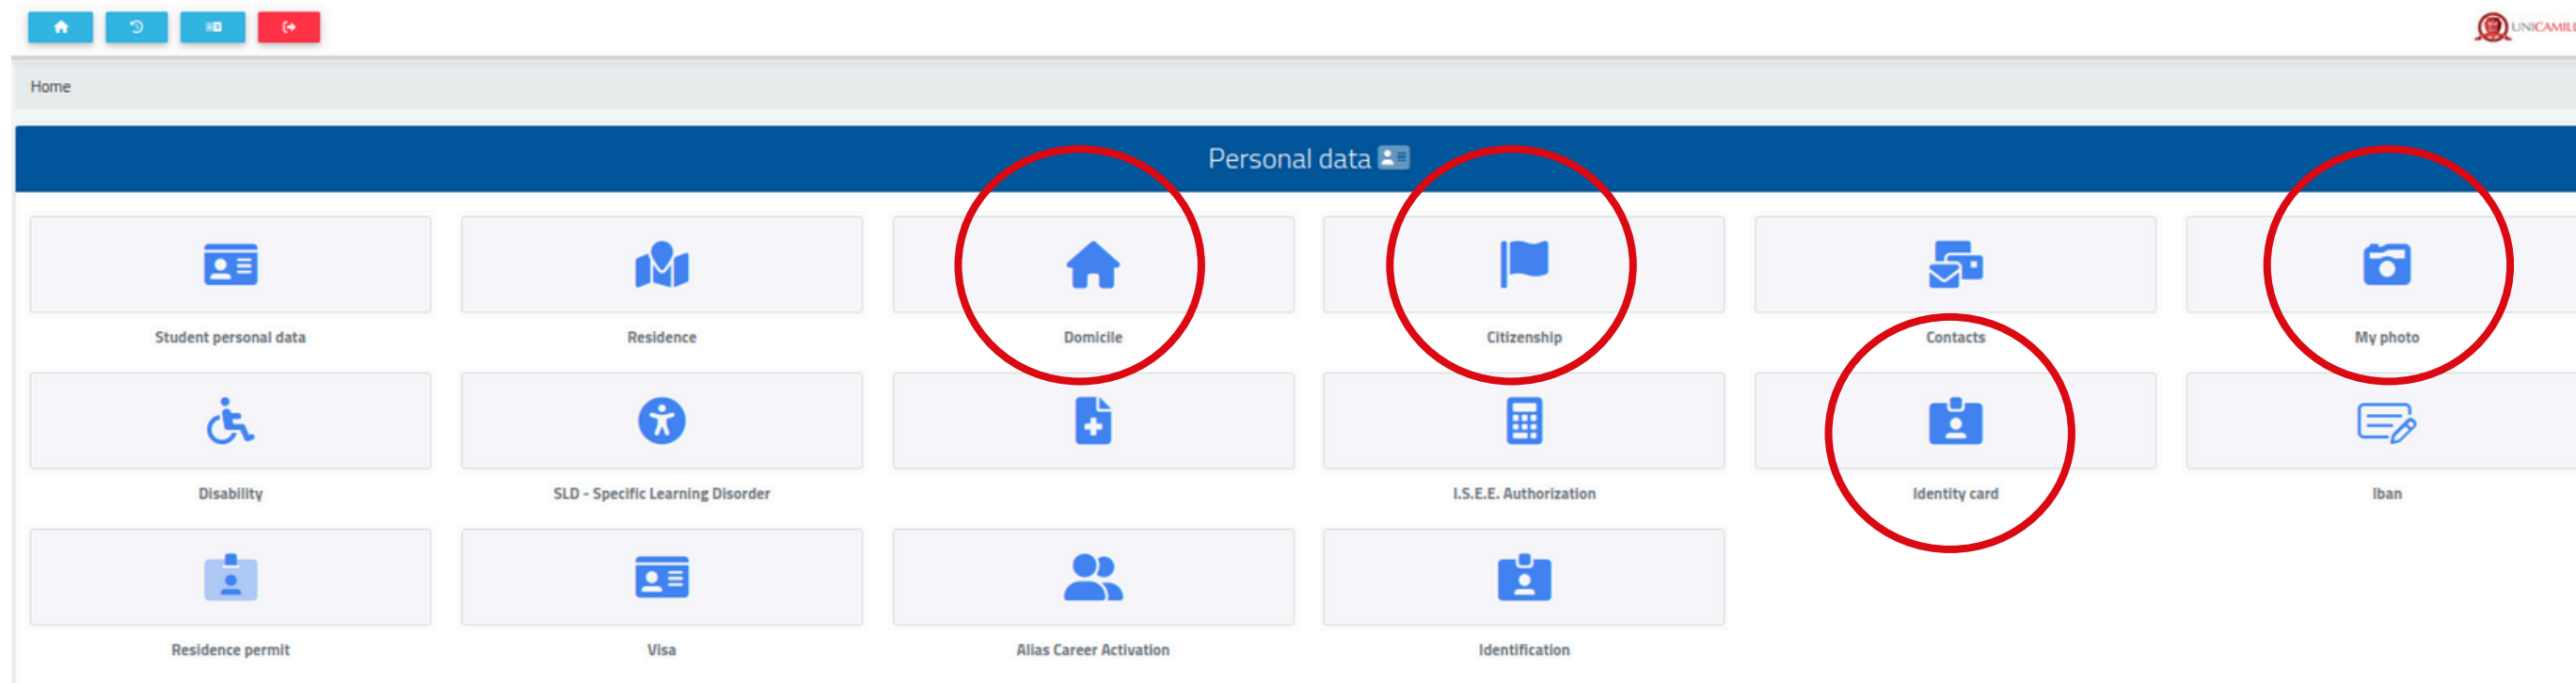 UNICAMILL
Home
Personal data
Student personal data
Residence
Domicile
Citizenship
Contacts
My photo
Disability
SLD - Specific Learning Disorder
I.S.E.E. Authorization
Identity card
Iban
Residence permit
Visa
Alias Career Activation
Identification